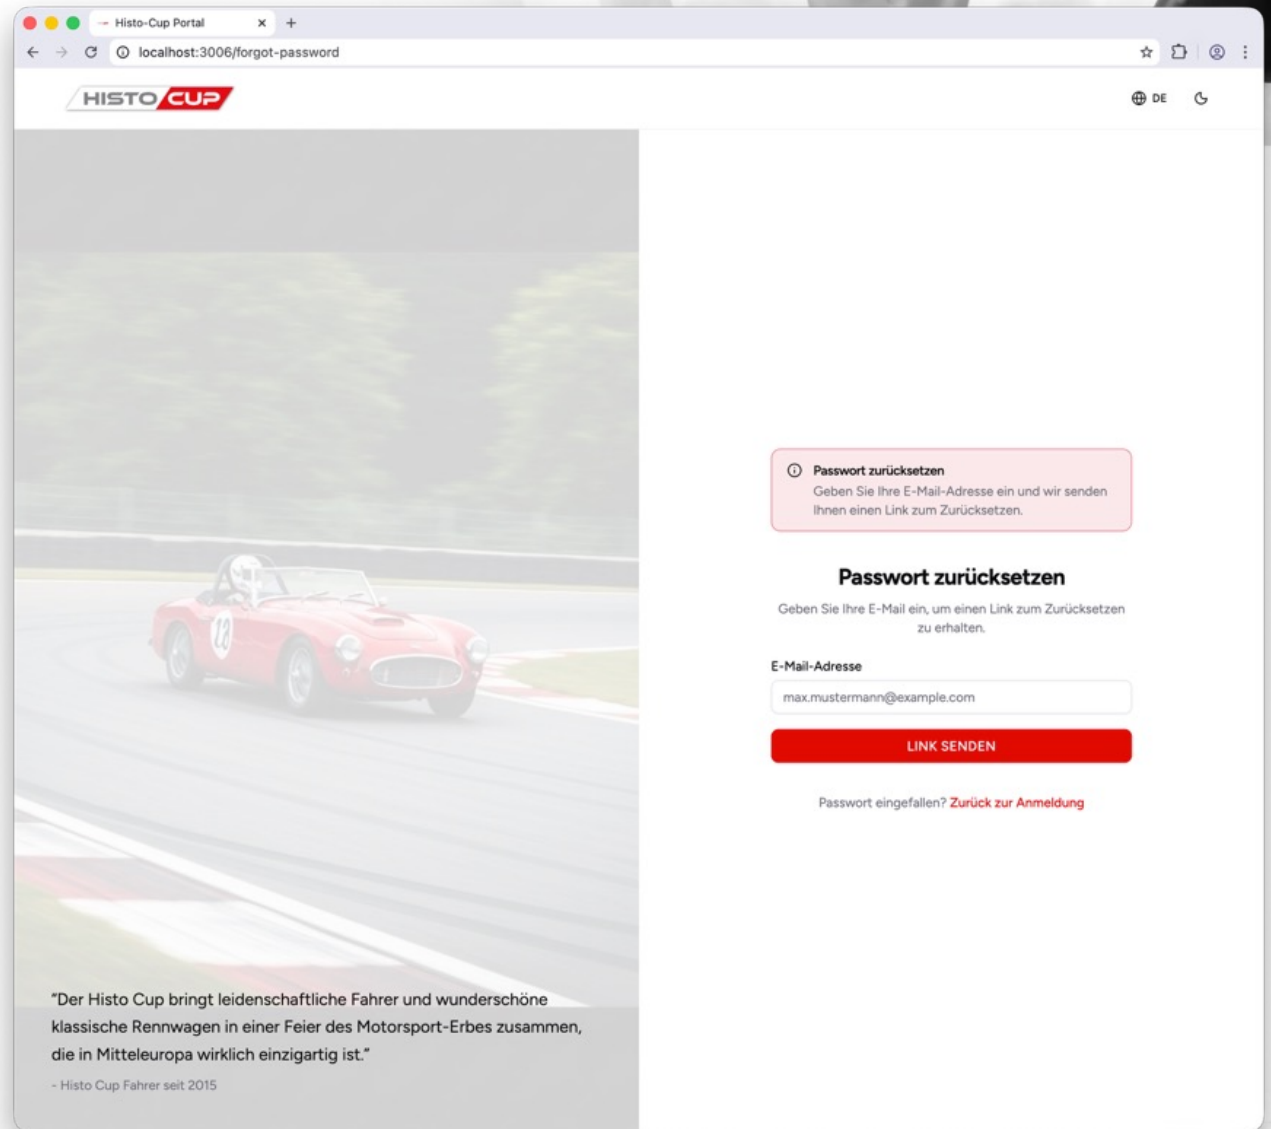 Histo-Cup Portal
localhost:3006/forgot-password
HISTO CUP
DE
28
Passwort zurücksetzen
Geben Sie Ihre E-Mail-Adresse ein und wir senden
Ihnen einen Link zum Zurücksetzen.
Passwort zurücksetzen
Geben Sie Ihre E-Mail ein, um einen Link zum Zurücksetzen
zu erhalten.
E-Mail-Adresse
max.mustermann@example.com
LINK SENDEN
Passwort eingefallen? Zurück zur Anmeldung
"Der Histo Cup bringt leidenschaftliche Fahrer und wunderschöne
klassische Rennwagen in einer Feier des Motorsport-Erbes zusammen,
die in Mitteleuropa wirklich einzigartig ist."
- Histo Cup Fahrer seit 2015